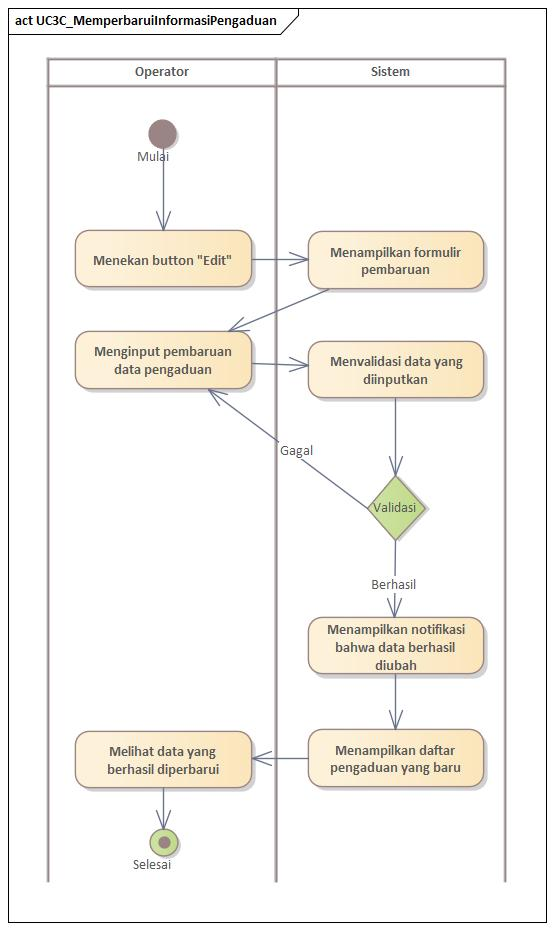 act UC3C_MemperbaruiInformasiPengaduan
Operator
Sistem
Mulai
Menekan button "Edit"
Menampilkan formulir
pembaruan
Menginput pembaruan
data pengaduan
Menvalidasi data yang
diinputkan
Gagal
Validasi
Berhasil
Menampilkan notifikasi
bahwa data berhasil
diubah
Menampilkan daftar
pengaduan yang baru
Melihat data yang
berhasil diperbarui
Selesai